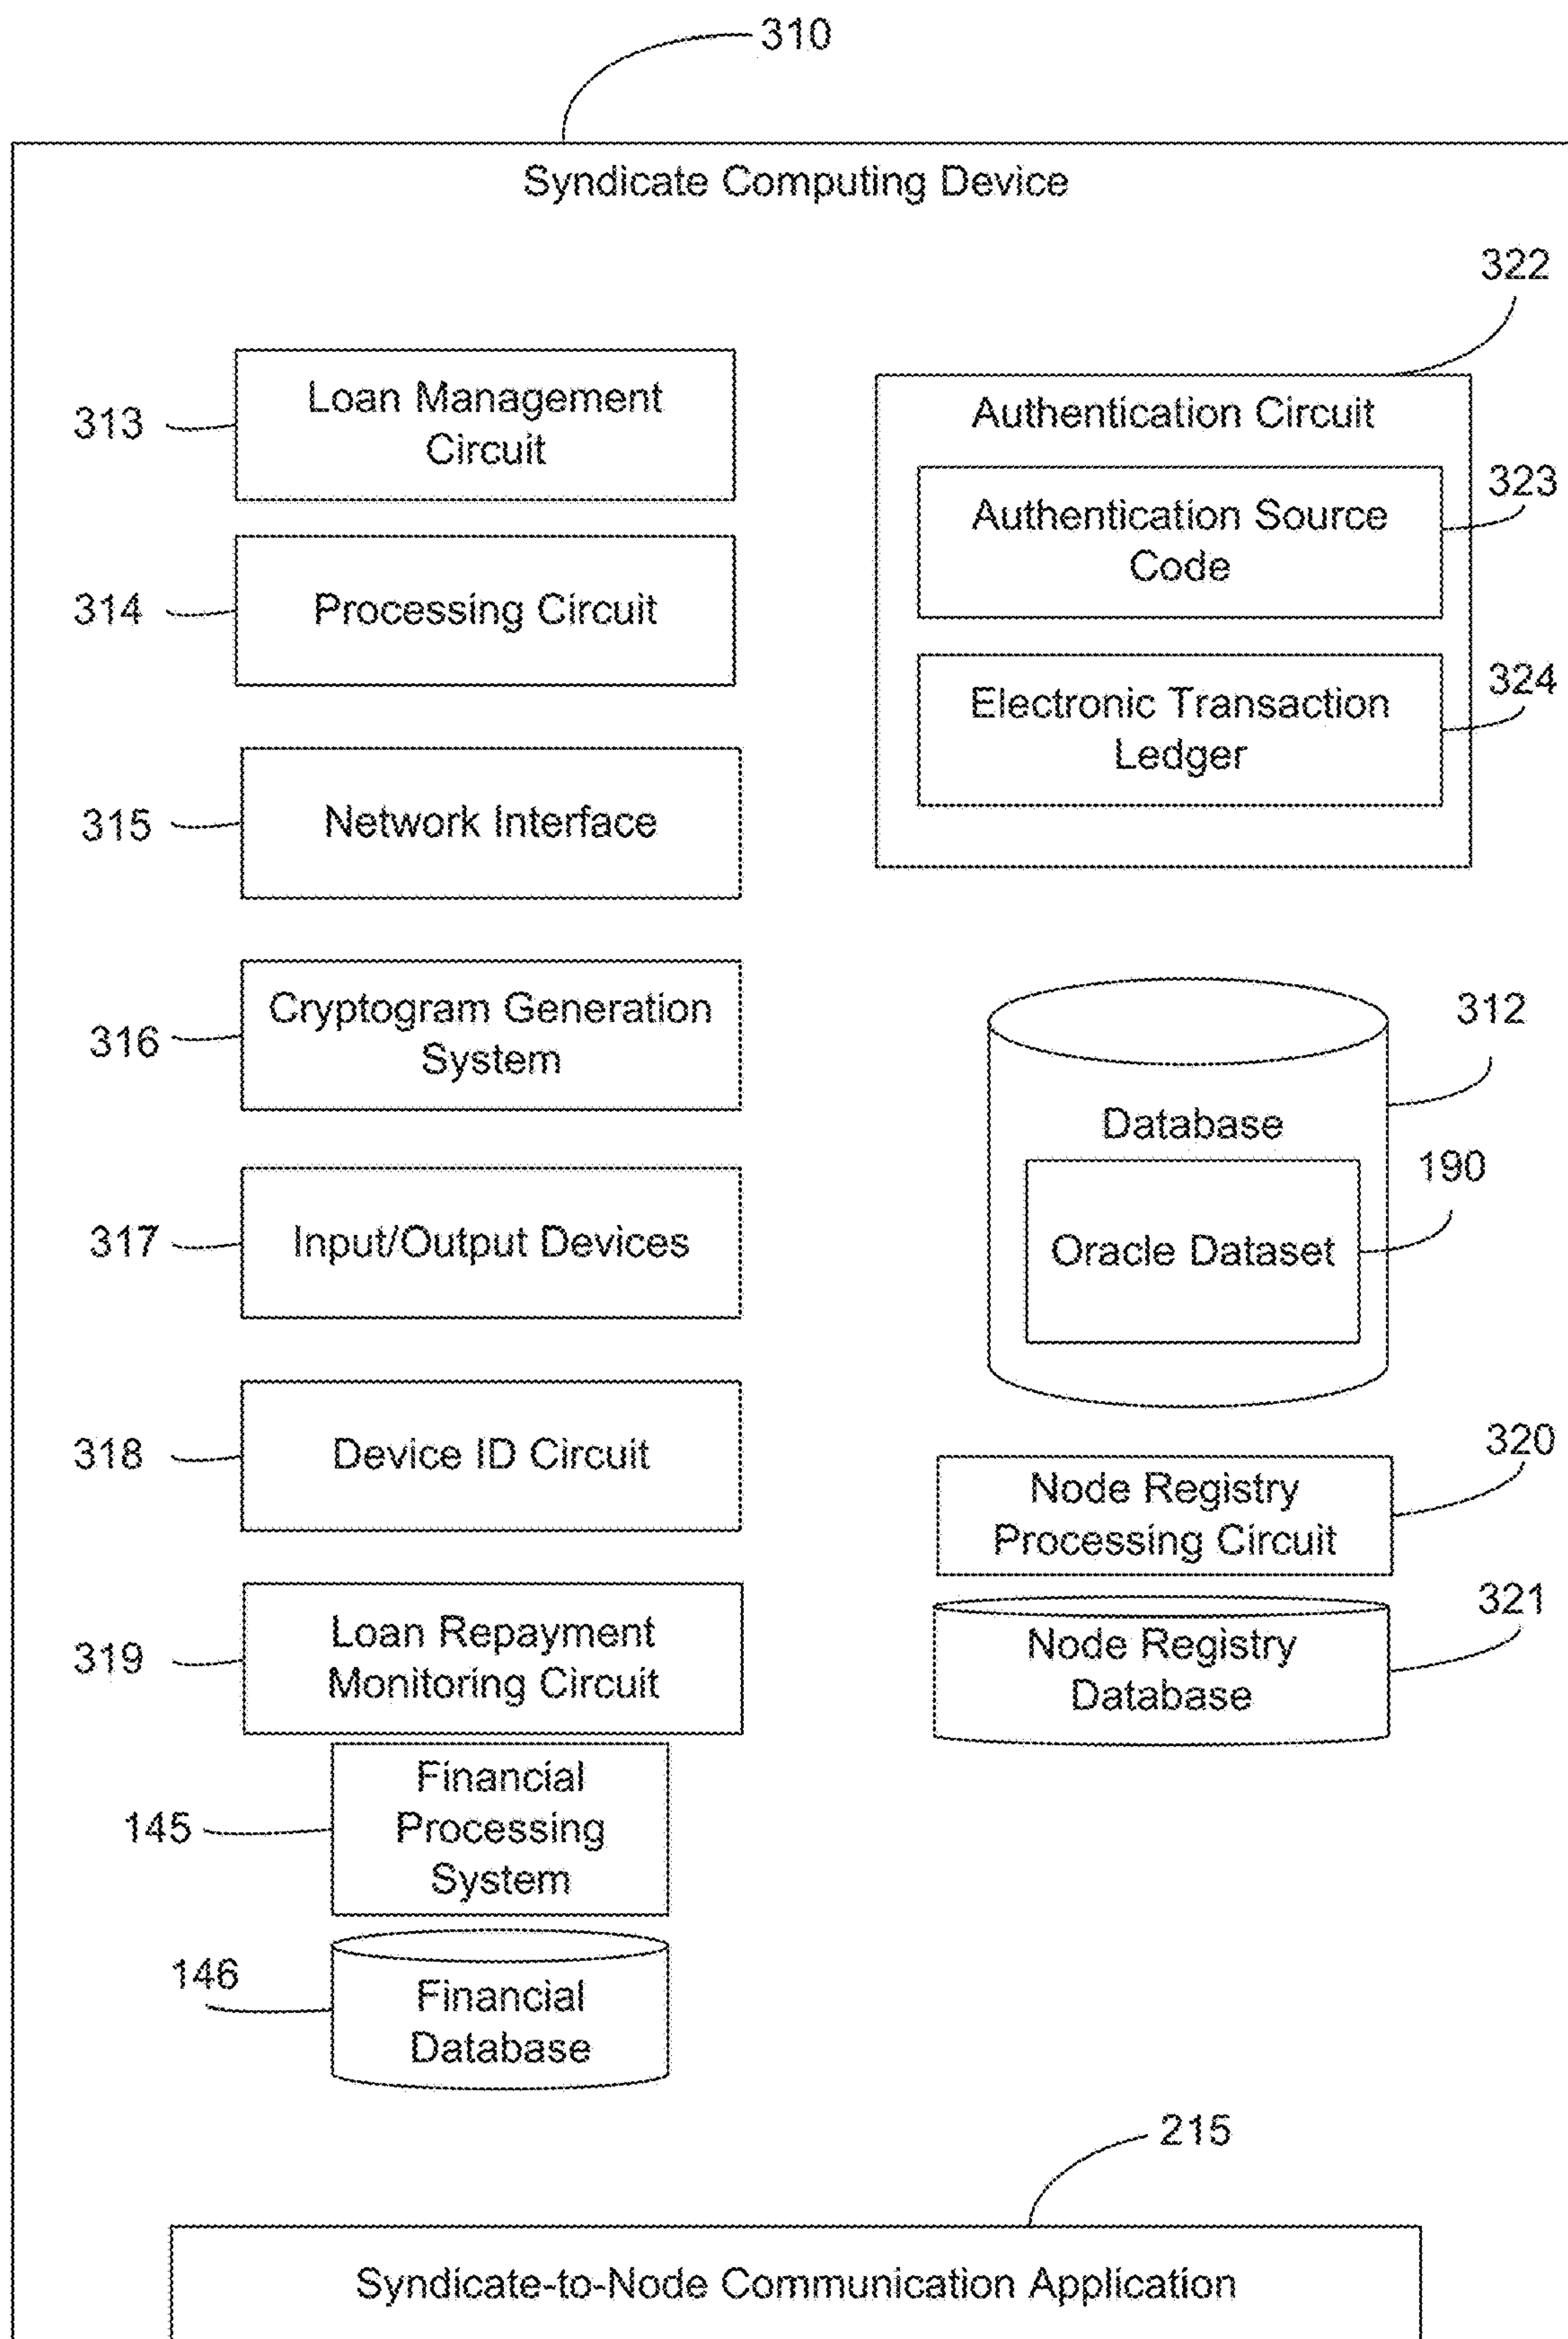 310
Syndicate Computing Device
322
313
Loan Management
Circuit
Authentication Circuit
323
Authentication Source
Code
314
Processing Circuit
324
Electronic Transaction
Ledger
315
Network Interface
316
Cryptogram Generation
System
312
Database
190
Oracle Dataset
317
Input/Output Devices
318
Device ID Circuit
320
Node Registry
Processing Circuit
319
Loan Repayment
Monitoring Circuit
321
Node Registry
Database
145
Financial
Processing
System
146
Financial
Database
215
Syndicate-to-Node Communication Application